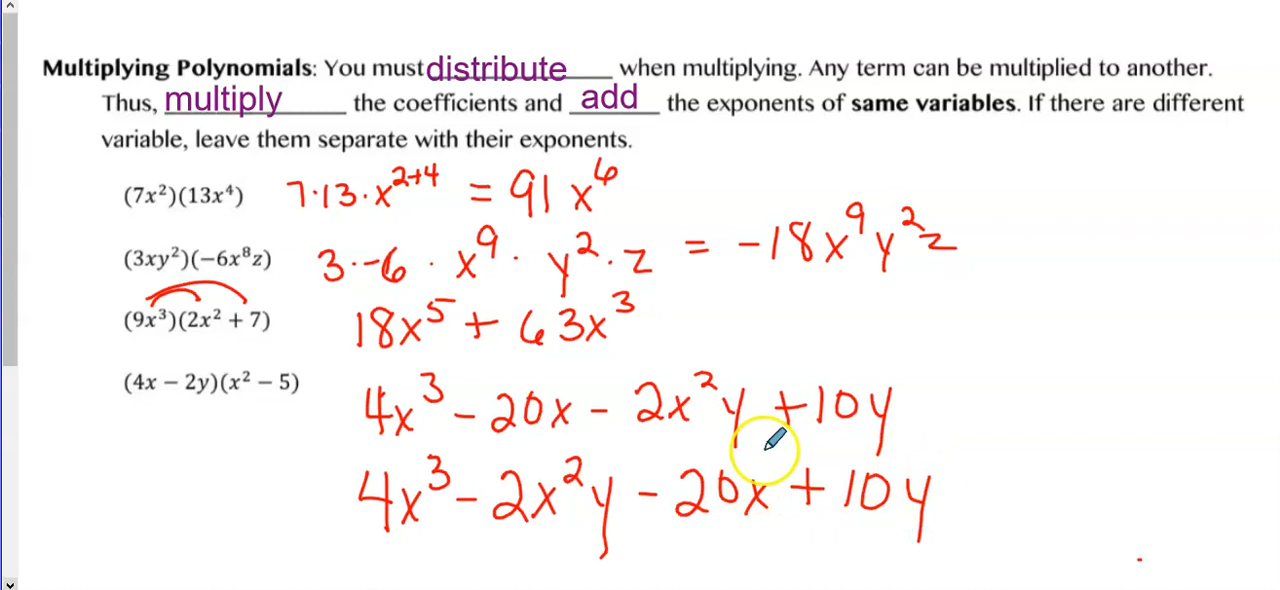 Multiplying Polynomials: You must distribute when multiplying. Any term can be multiplied to another.
Thus, multiply the coefficients and add the exponents of same variables. If there are different
variable, leave them separate with their exponents.
(7x²)(13x⁴) 7·13·x²⁺⁴ = 91x⁶
(3xy²)(−6x⁸z) 3·-6·x⁹·y²·z = -18x⁹y²z
(9x³)(2x² + 7) 18x⁵ + 63x³
(4x − 2y)(x² − 5) 4x³ - 20x - 2x²y + 10y
4x³ - 2x²y - 20x + 10y